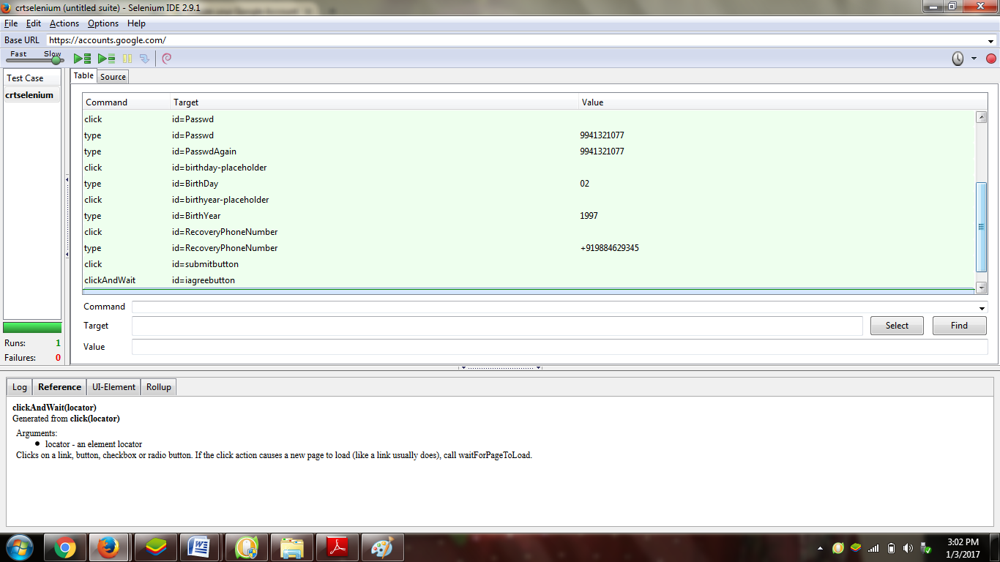 crtselenium (untitled suite) - Selenium IDE 2.9.1
File Edit Actions Options Help
Base URL https://accounts.google.com/
Fast Slow
Test Case
crtselenium
Table Source
Command Target Value
click id=Passwd
type id=Passwd 9941321077
type id=PasswdAgain 9941321077
click id=birthday-placeholder
type id=BirthDay 02
click id=birthyear-placeholder
type id=BirthYear 1997
click id=RecoveryPhoneNumber
type id=RecoveryPhoneNumber +919884629345
click id=submitbutton
clickAndWait id=iagreebutton
Command
Target Select Find
Value
Runs: 1
Failures: 0
Log Reference UI-Element Rollup
clickAndWait(locator)
Generated from click(locator)
Arguments:
• locator - an element locator
Clicks on a link, button, checkbox or radio button. If the click action causes a new page to load (like a link usually does), call waitForPageToLoad.
3:02 PM
1/3/2017